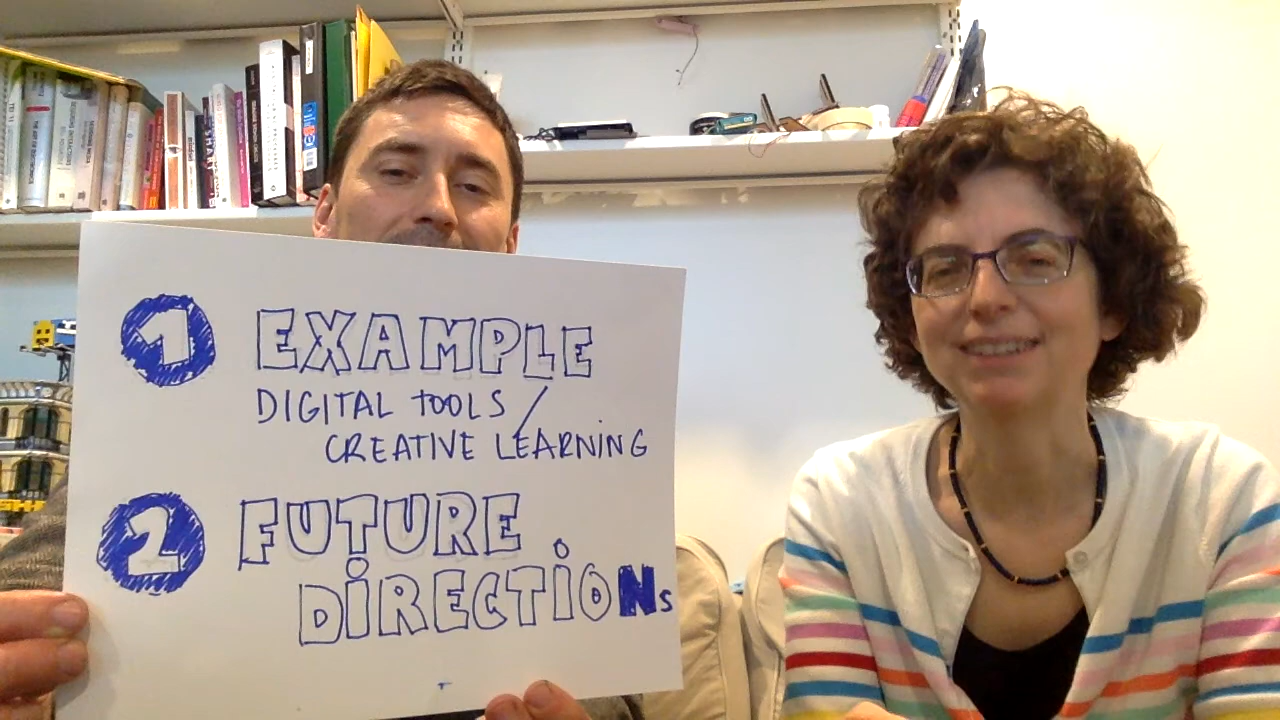 1 EXAMPLE
DIGITAL TOOLS /
CREATIVE LEARNING
2 FUTURE
DIRECTIONs